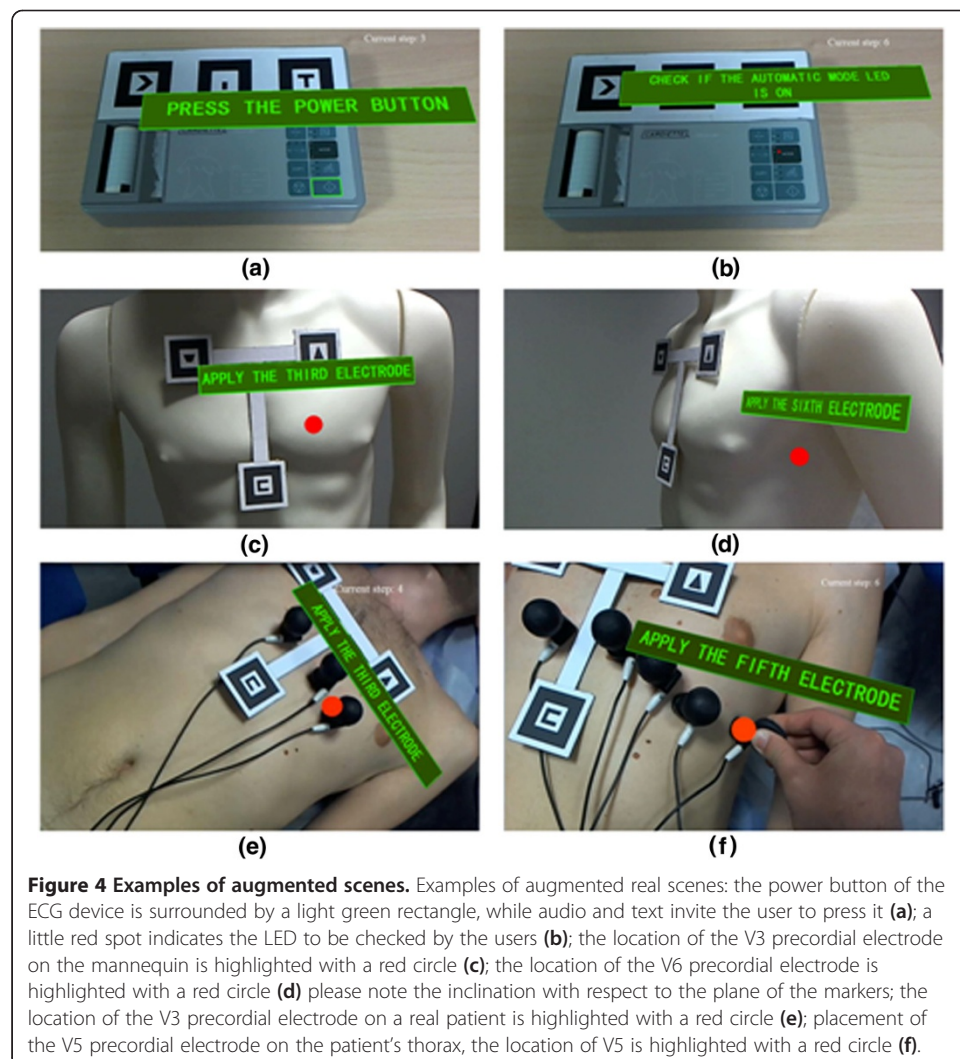 Current step: 3
PRESS THE POWER BUTTON
(a)
Current step: 6
CHECK IF THE AUTOMATIC MODE LED
IS ON
(b)
APPLY THE THIRD ELECTRODE
(c)
APPLY THE SIXTH ELECTRODE
(d)
Current step: 4
APPLY THE THIRD ELECTRODE
(e)
Current step: 6
APPLY THE FIFTH ELECTRODE
(f)
Figure 4 Examples of augmented scenes. Examples of augmented real scenes: the power button of the
ECG device is surrounded by a light green rectangle, while audio and text invite the user to press it (a); a
little red spot indicates the LED to be checked by the users (b); the location of the V3 precordial electrode
on the mannequin is highlighted with a red circle (c); the location of the V6 precordial electrode is
highlighted with a red circle (d) please note the inclination with respect to the plane of the markers; the
location of the V3 precordial electrode on a real patient is highlighted with a red circle (e); placement of
the V5 precordial electrode on the patient's thorax, the location of V5 is highlighted with a red circle (f).